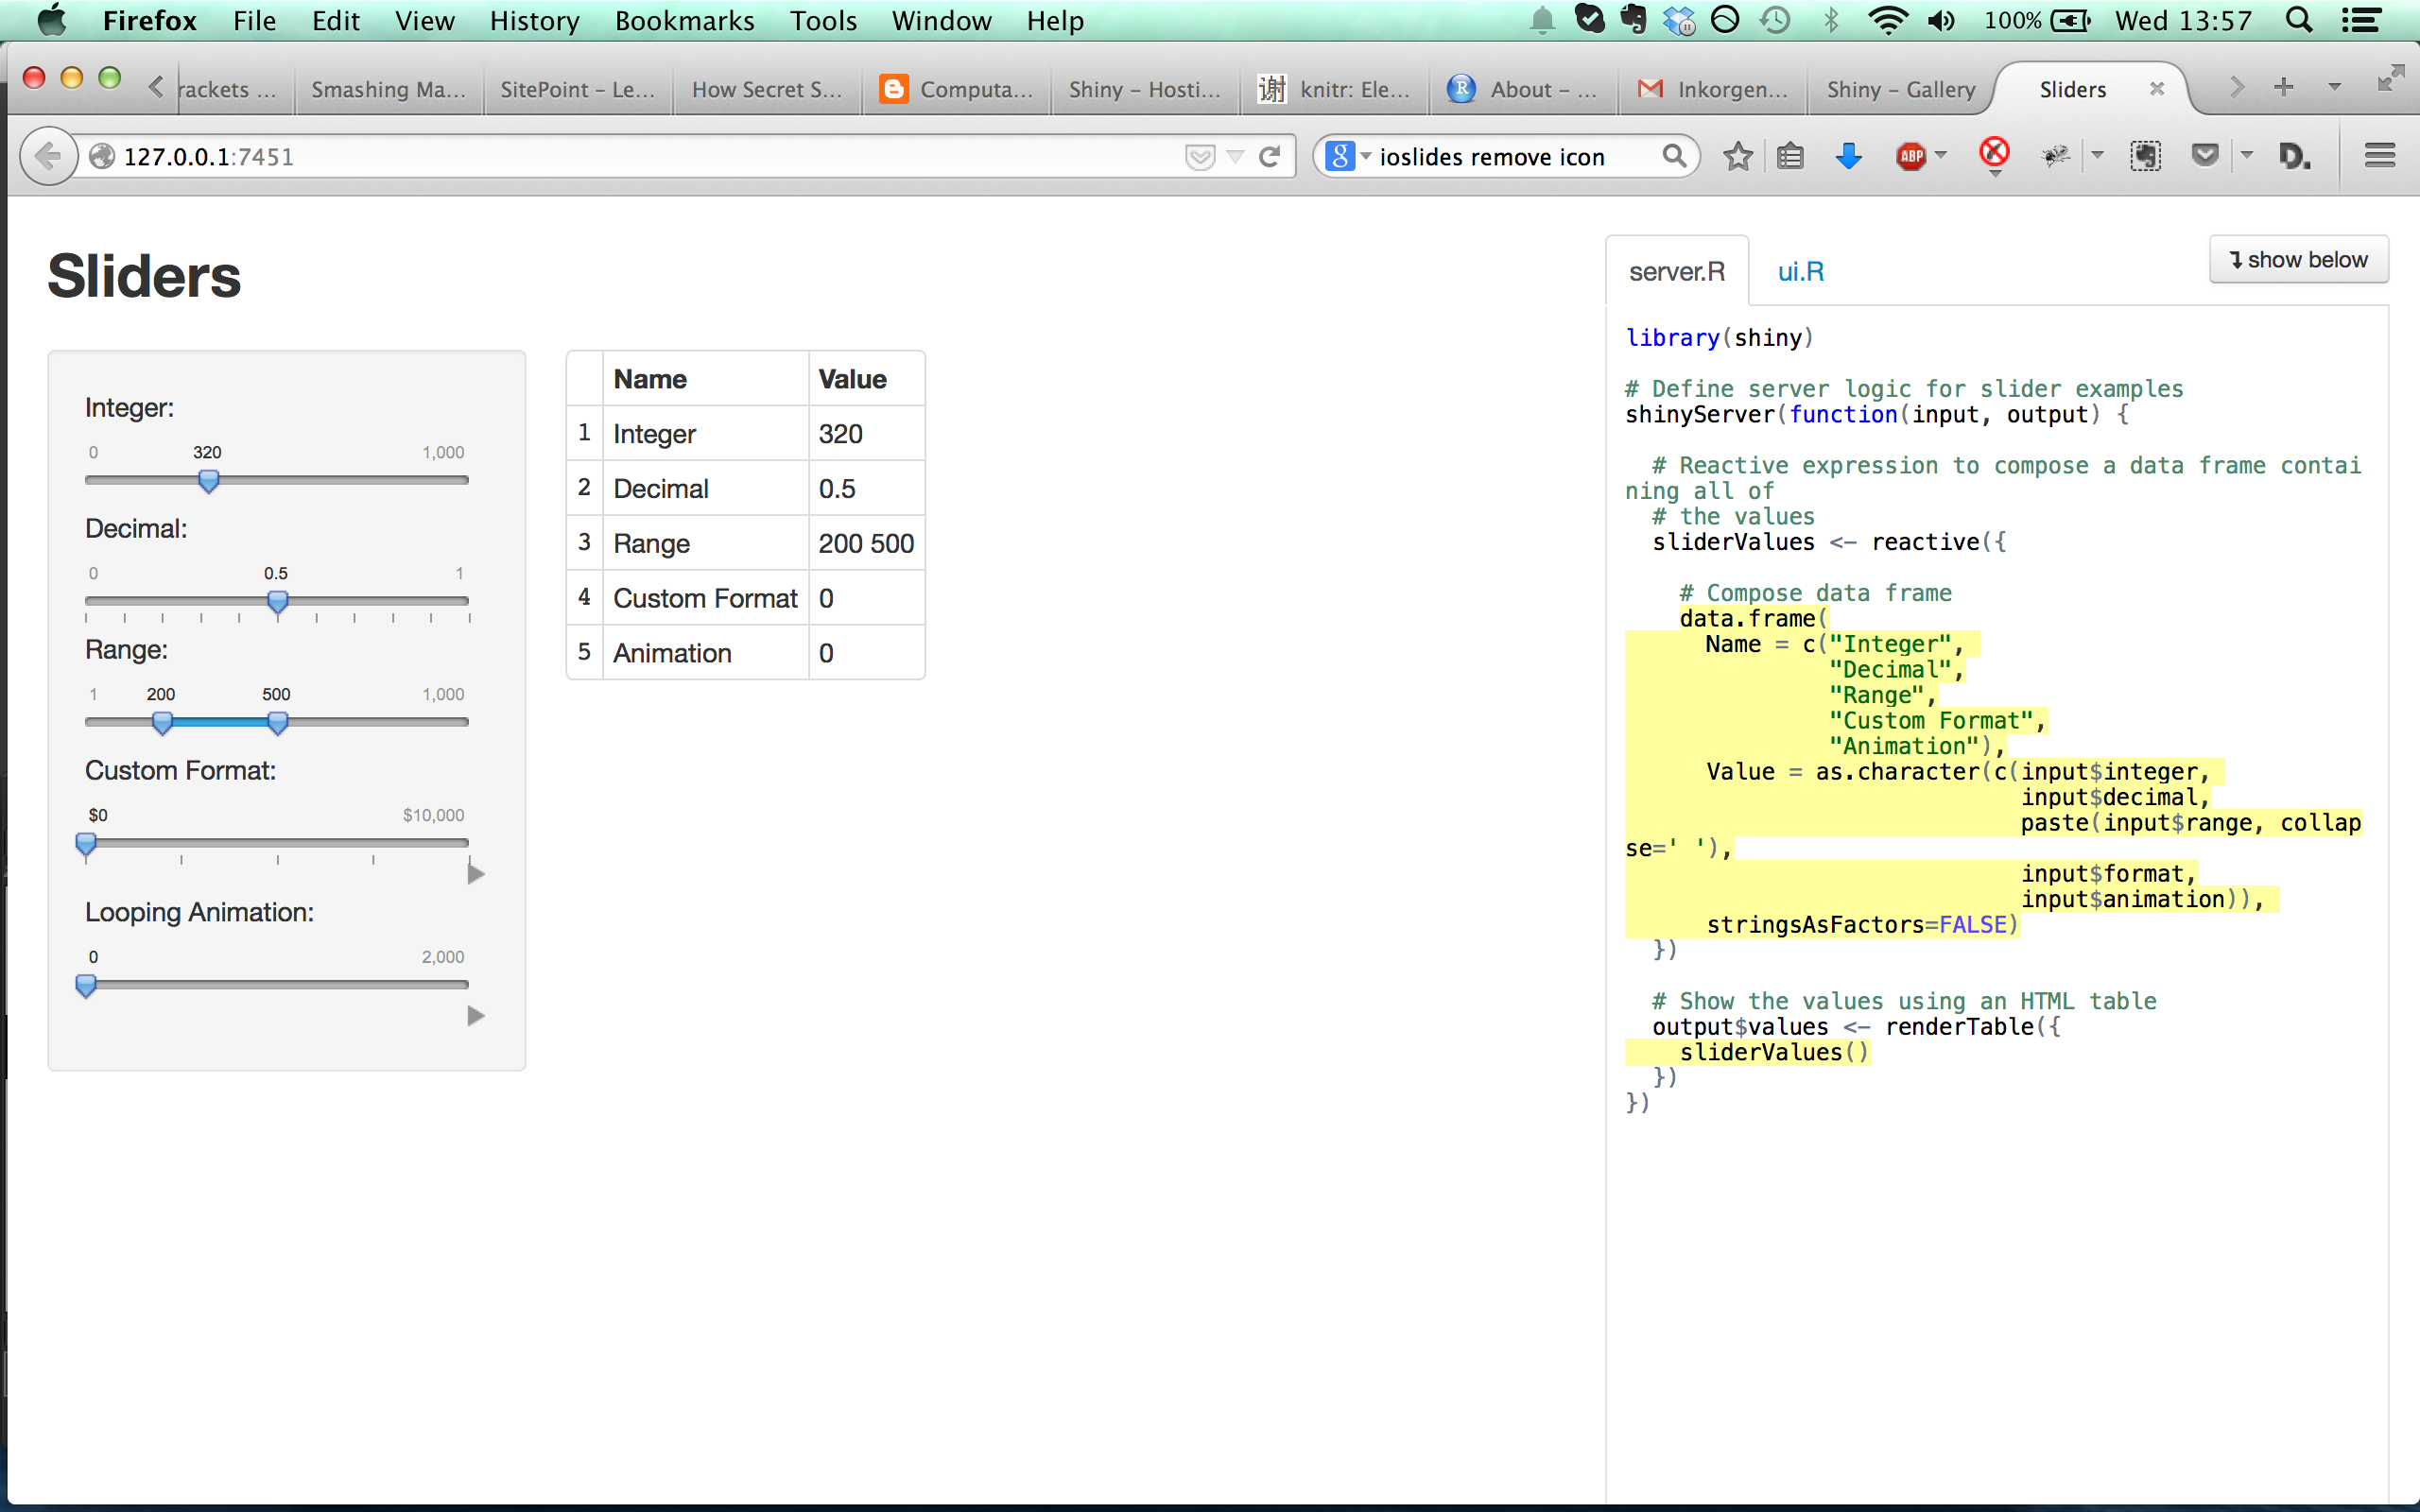 Firefox File Edit View History Bookmarks Tools Window Help 100% Wed 13:57
rackets ... Smashing Ma... SitePoint – Le... How Secret S... Computa... Shiny – Hosti... 谢 knitr: Ele... R About – ... Inkorgen... Shiny – Gallery Sliders
127.0.0.1:7451 ioslides remove icon ABP D.
Sliders
Integer:
0 320 1,000
Decimal:
0 0.5 1
Range:
1 200 500 1,000
Custom Format:
$0 $10,000
Looping Animation:
0 2,000
Name Value
1 Integer 320
2 Decimal 0.5
3 Range 200 500
4 Custom Format 0
5 Animation 0
server.R ui.R show below
library(shiny)
# Define server logic for slider examples
shinyServer(function(input, output) {
# Reactive expression to compose a data frame contai
ning all of
# the values
sliderValues <- reactive({
# Compose data frame
data.frame(
Name = c("Integer",
"Decimal",
"Range",
"Custom Format",
"Animation"),
Value = as.character(c(input$integer,
input$decimal,
paste(input$range, collap
se=' '),
input$format,
input$animation)),
stringsAsFactors=FALSE)
})
# Show the values using an HTML table
output$values <- renderTable({
sliderValues()
})
})